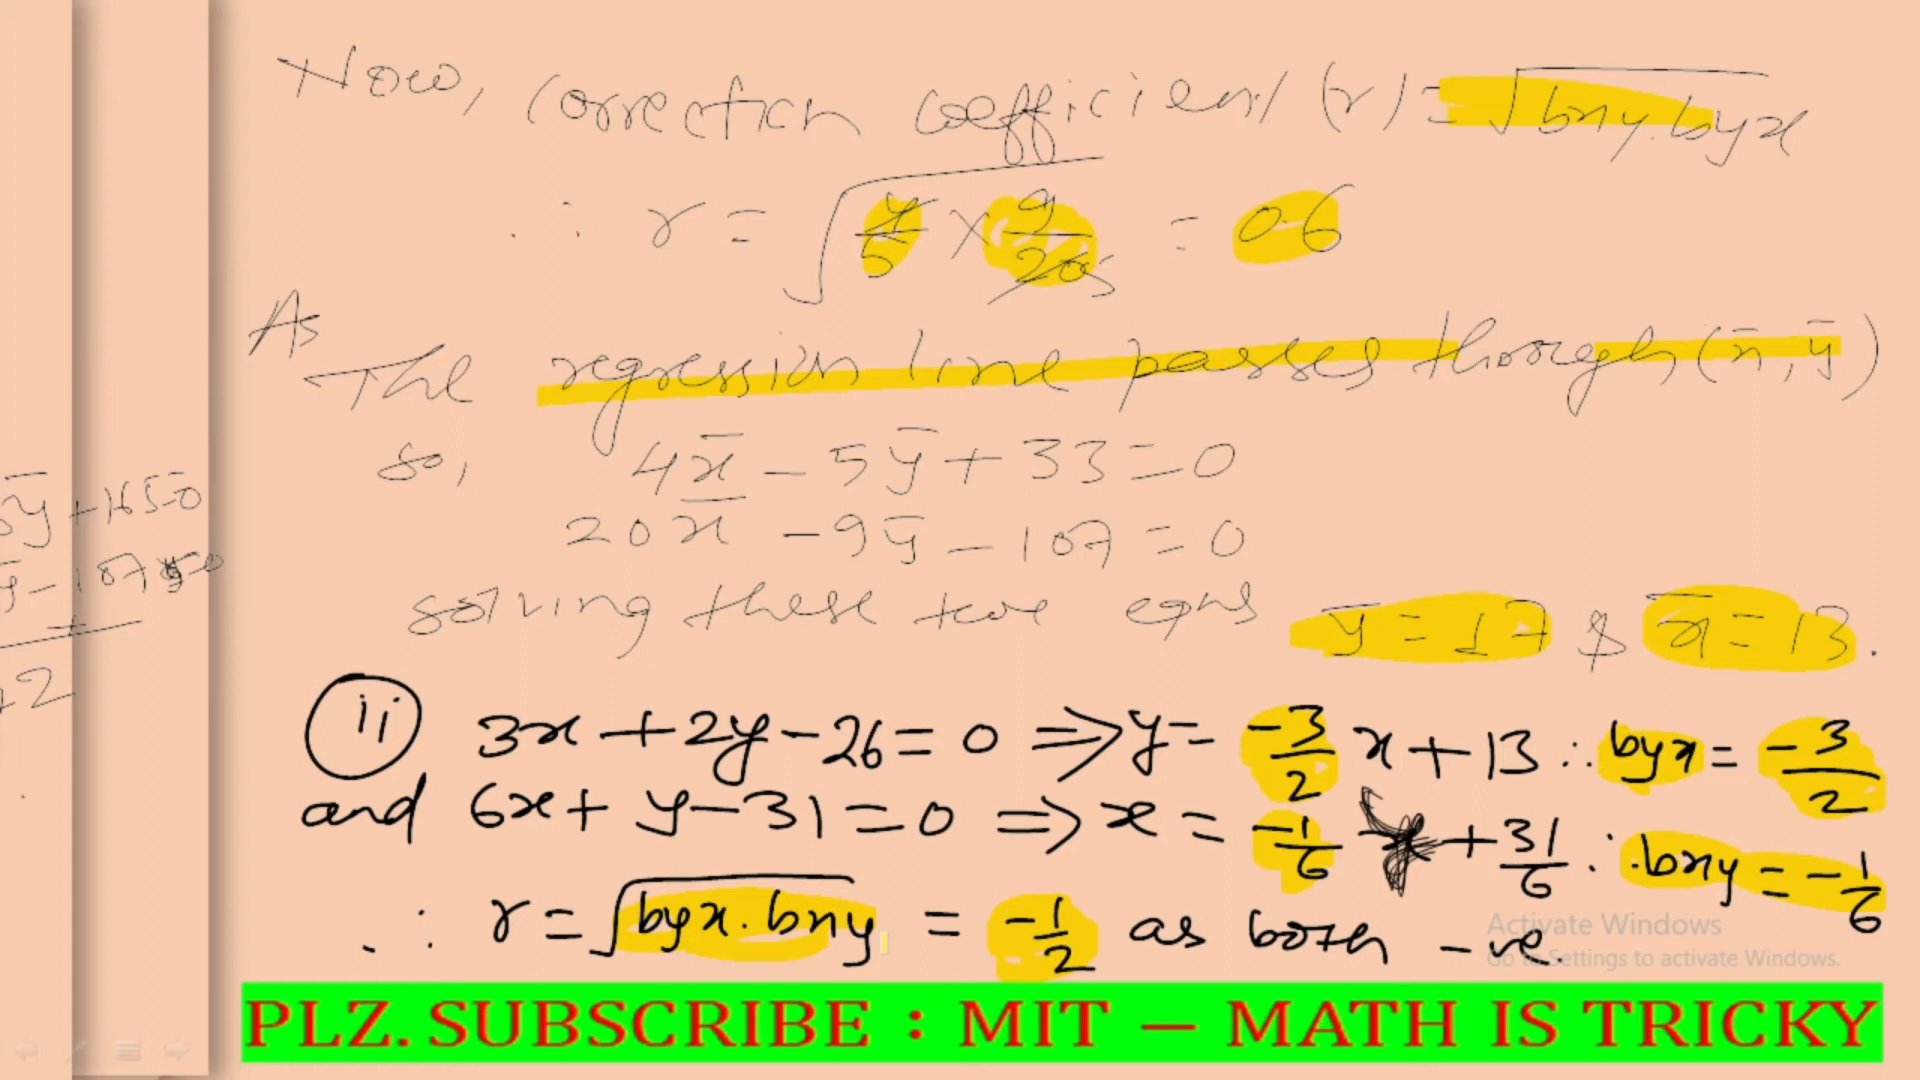 Now, correction coefficient (r) = √bxy.byx
∴ r = √4/5 × 9/20 5 = 0.6
As
The regression line passes through (x̄, ȳ)
so, 4x̄ - 5ȳ + 33 = 0
20x̄ - 9ȳ - 107 = 0
solving these two eqns ȳ = 17 & x̄ = 13.
ii 3x + 2y - 26 = 0 ⇒ y = -3/2 x + 13 ∴ byx = -3/2
and 6x + y - 31 = 0 ⇒ x = -1/6 + 31/6 ∴ bxy = -1/6
∴ r = √byx.bxy = -1/2 as both -ve.
Activate Windows
Go to Settings to activate Windows.
PLZ. SUBSCRIBE : MIT – MATH IS TRICKY